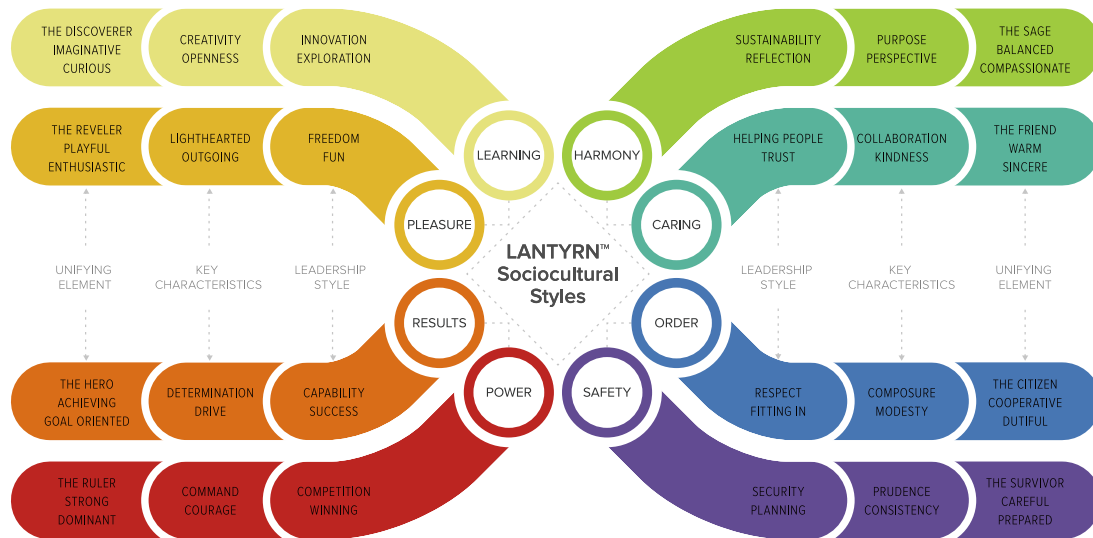 THE DISCOVERER
IMAGINATIVE
CURIOUS
CREATIVITY
OPENNESS
INNOVATION
EXPLORATION
LEARNING
HARMONY
SUSTAINABILITY
REFLECTION
PURPOSE
PERSPECTIVE
THE SAGE
BALANCED
COMPASSIONATE
THE REVELER
PLAYFUL
ENTHUSIASTIC
LIGHTHEARTED
OUTGOING
FREEDOM
FUN
PLEASURE
CARING
HELPING PEOPLE
TRUST
COLLABORATION
KINDNESS
THE FRIEND
WARM
SINCERE
UNIFYING
ELEMENT
KEY
CHARACTERISTICS
LEADERSHIP
STYLE
LANTYRN™
Sociocultural
Styles
LEADERSHIP
STYLE
KEY
CHARACTERISTICS
UNIFYING
ELEMENT
THE HERO
ACHIEVING
GOAL ORIENTED
DETERMINATION
DRIVE
CAPABILITY
SUCCESS
RESULTS
ORDER
RESPECT
FITTING IN
COMPOSURE
MODESTY
THE CITIZEN
COOPERATIVE
DUTIFUL
THE RULER
STRONG
DOMINANT
COMMAND
COURAGE
COMPETITION
WINNING
POWER
SAFETY
SECURITY
PLANNING
PRUDENCE
CONSISTENCY
THE SURVIVOR
CAREFUL
PREPARED